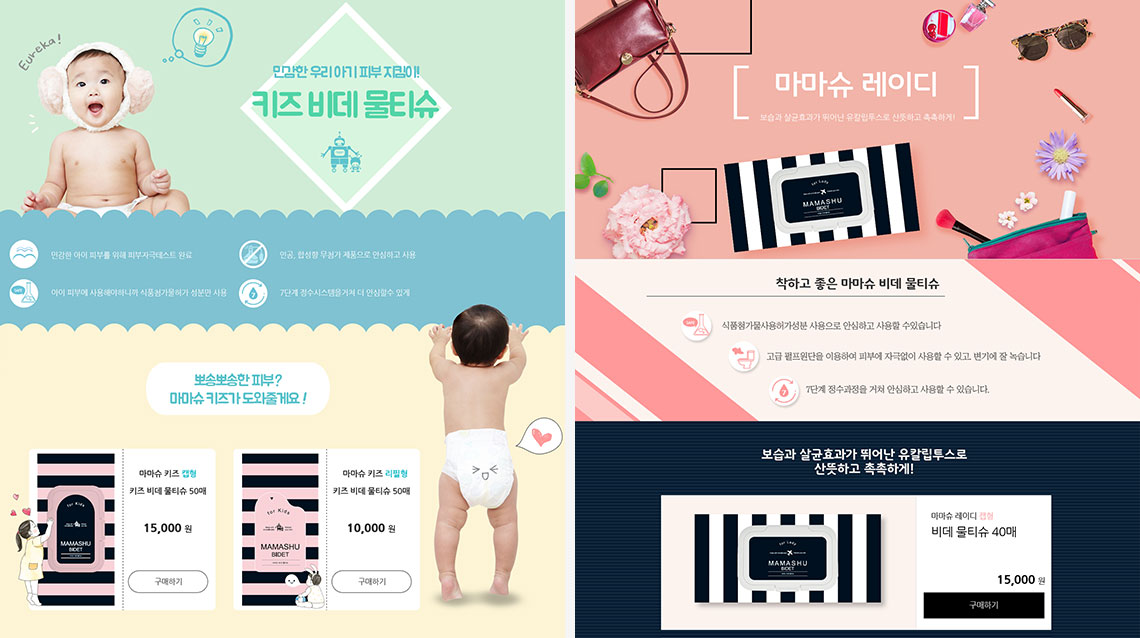 Eureka!
민감한 우리 아기 피부 지킴이!
키즈 비데 물티슈
민감한 아이 피부를 위해 피부자극테스트 완료
인공, 합성향 무첨가 제품으로 안심하고 사용
아이 피부에 사용해야하니까 식품첨가물허가 성분만 사용
7단계 정수시스템을거쳐 더 안심할수 있게
뽀송뽀송한 피부?
마마슈 키즈가 도와줄게요 !
for Kids
MAMASHU
BIDET
마마슈 키즈 캡형
키즈 비데 물티슈 50매
15,000 원
구매하기
for Kids
MAMASHU
BIDET
마마슈 키즈 리필형
키즈 비데 물티슈 50매
10,000 원
구매하기
마마슈 레이디
보습과 살균효과가 뛰어난 유칼립투스로 산뜻하고 촉촉하게!
for Lady
MAMASHU
BIDET
착하고 좋은 마마슈 비데 물티슈
식품첨가물사용허가성분 사용으로 안심하고 사용할 수있습니다
고급 펄프원단을 이용하여 피부에 자극없이 사용할 수 있고, 변기에 잘 녹습니다
7단계 정수과정을 거쳐 안심하고 사용할 수 있습니다.
보습과 살균효과가 뛰어난 유칼립투스로
산뜻하고 촉촉하게!
for Lady
MAMASHU
BIDET
마마슈 레이디 캡형
비데 물티슈 40매
15,000 원
구매하기